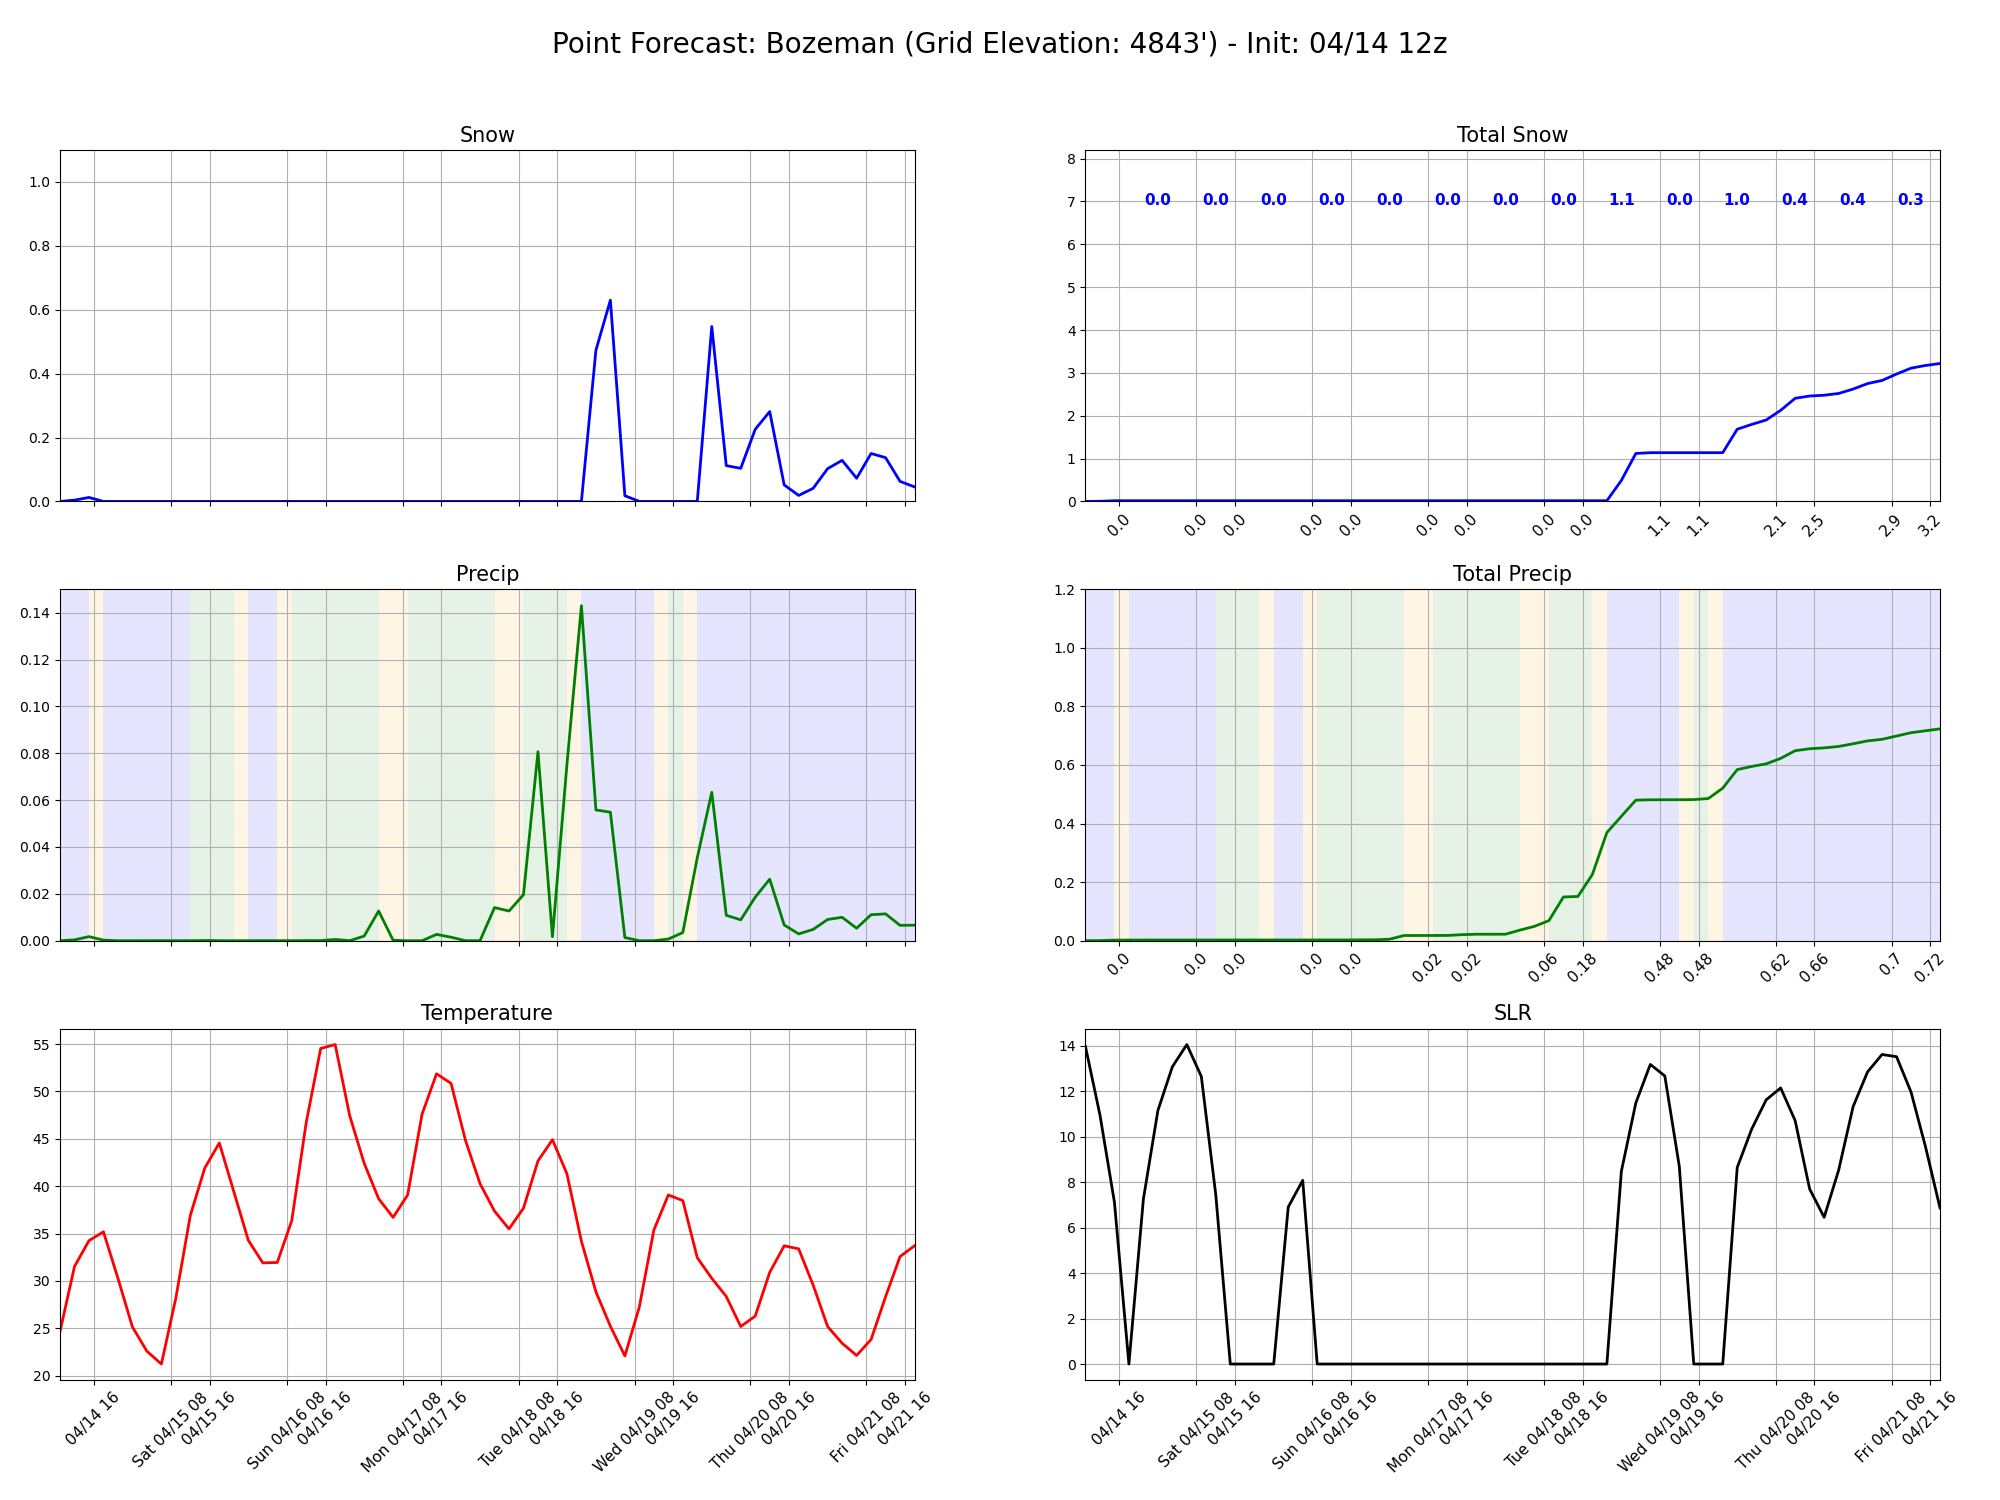 Point Forecast: Bozeman (Grid Elevation: 4843') - Init: 04/14 12z
Snow
1.0
0.8
0.6
0.4
0.2
0.0
Total Snow
8
7
6
5
4
3
2
1
0
0.0 0.0 0.0 0.0 0.0 0.0 0.0 0.0 1.1 0.0 1.0 0.4 0.4 0.3
0.0 0.0 0.0 0.0 0.0 0.0 0.0 0.0 0.0 1.1 1.1 2.1 2.5 2.9 3.2
Precip
0.14
0.12
0.10
0.08
0.06
0.04
0.02
0.00
Total Precip
1.2
1.0
0.8
0.6
0.4
0.2
0.0
0.0 0.0 0.0 0.0 0.0 0.02 0.02 0.06 0.18 0.48 0.48 0.62 0.66 0.7 0.72
Temperature
55
50
45
40
35
30
25
20
04/14 16
Sat 04/15 08
04/15 16
Sun 04/16 08
04/16 16
Mon 04/17 08
04/17 16
Tue 04/18 08
04/18 16
Wed 04/19 08
04/19 16
Thu 04/20 08
04/20 16
Fri 04/21 08
04/21 16
SLR
14
12
10
8
6
4
2
0
04/14 16
Sat 04/15 08
04/15 16
Sun 04/16 08
04/16 16
Mon 04/17 08
04/17 16
Tue 04/18 08
04/18 16
Wed 04/19 08
04/19 16
Thu 04/20 08
04/20 16
Fri 04/21 08
04/21 16